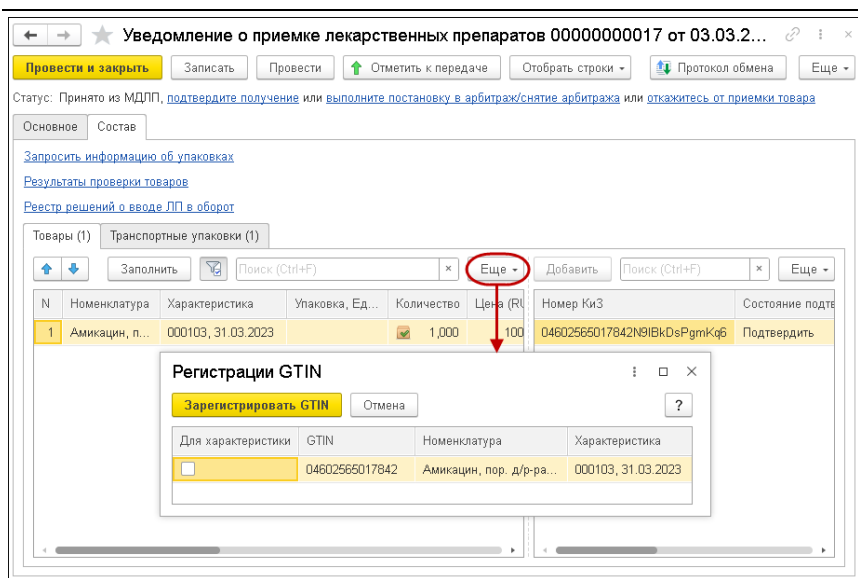 Уведомление о приемке лекарственных препаратов 00000000017 от 03.03.2...
Провести и закрыть Записать Провести Отметить к передаче Отобрать строки Протокол обмена Еще
Статус: Принято из МДЛП, подтвердите получение или выполните постановку в арбитраж/снятие арбитража или откажитесь от приемки товара
Основное Состав
Запросить информацию об упаковках
Результаты проверки товаров
Реестр решений о вводе ЛП в оборот
Товары (1) Транспортные упаковки (1)
Заполнить Поиск (Ctrl+F) × Еще Добавить Поиск (Ctrl+F) × Еще
N Номенклатура Характеристика Упаковка, Ед... Количество Цена (RU Номер КиЗ Состояние подтв
1 Амикацин, п... 000103, 31.03.2023 1,000 100 04602565017842N9IBkDsPgmKq6 Подтвердить
Регистрации GTIN
Зарегистрировать GTIN Отмена ?
Для характеристики GTIN Номенклатура Характеристика
04602565017842 Амикацин, пор. д/р-ра... 000103, 31.03.2023